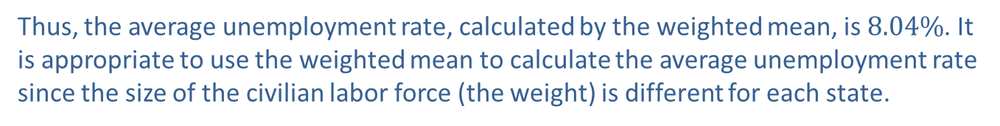 Thus, the average unemployment rate, calculated by the weighted mean, is 8.04%. It
is appropriate to use the weighted mean to calculate the average unemployment rate
since the size of the civilian labor force (the weight) is different for each state.